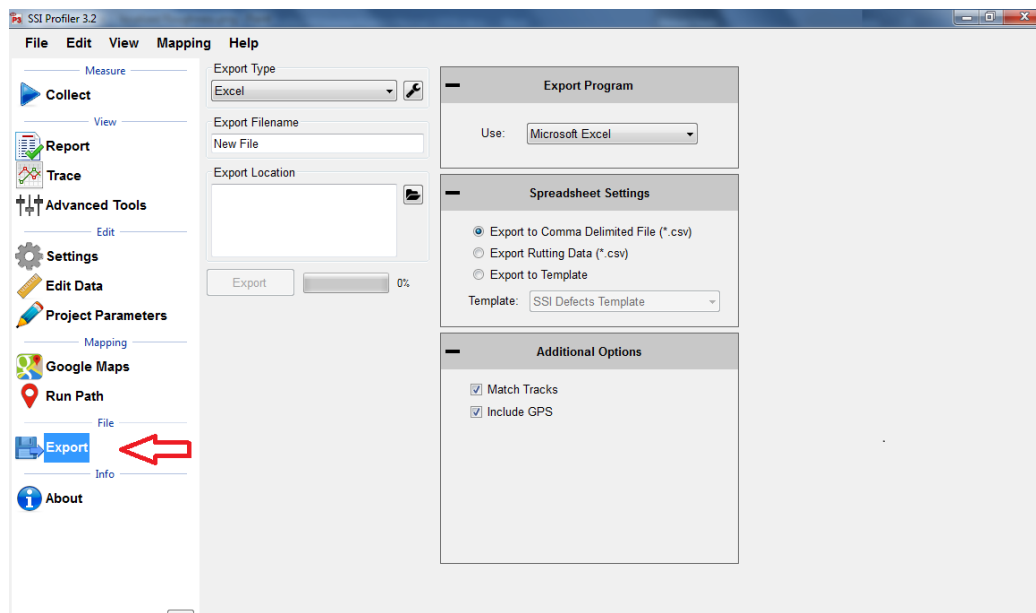 PS SSI Profiler 3.2
File Edit View Mapping Help
Measure
Collect
View
Report
Trace
Advanced Tools
Edit
Settings
Edit Data
Project Parameters
Mapping
Google Maps
Run Path
File
Export
Info
About
Export Type
Excel
Export Filename
New File
Export Location
Export 0%
Export Program
Use: Microsoft Excel
Spreadsheet Settings
Export to Comma Delimited File (*.csv)
Export Rutting Data (*.csv)
Export to Template
Template: SSI Defects Template
Additional Options
Match Tracks
Include GPS